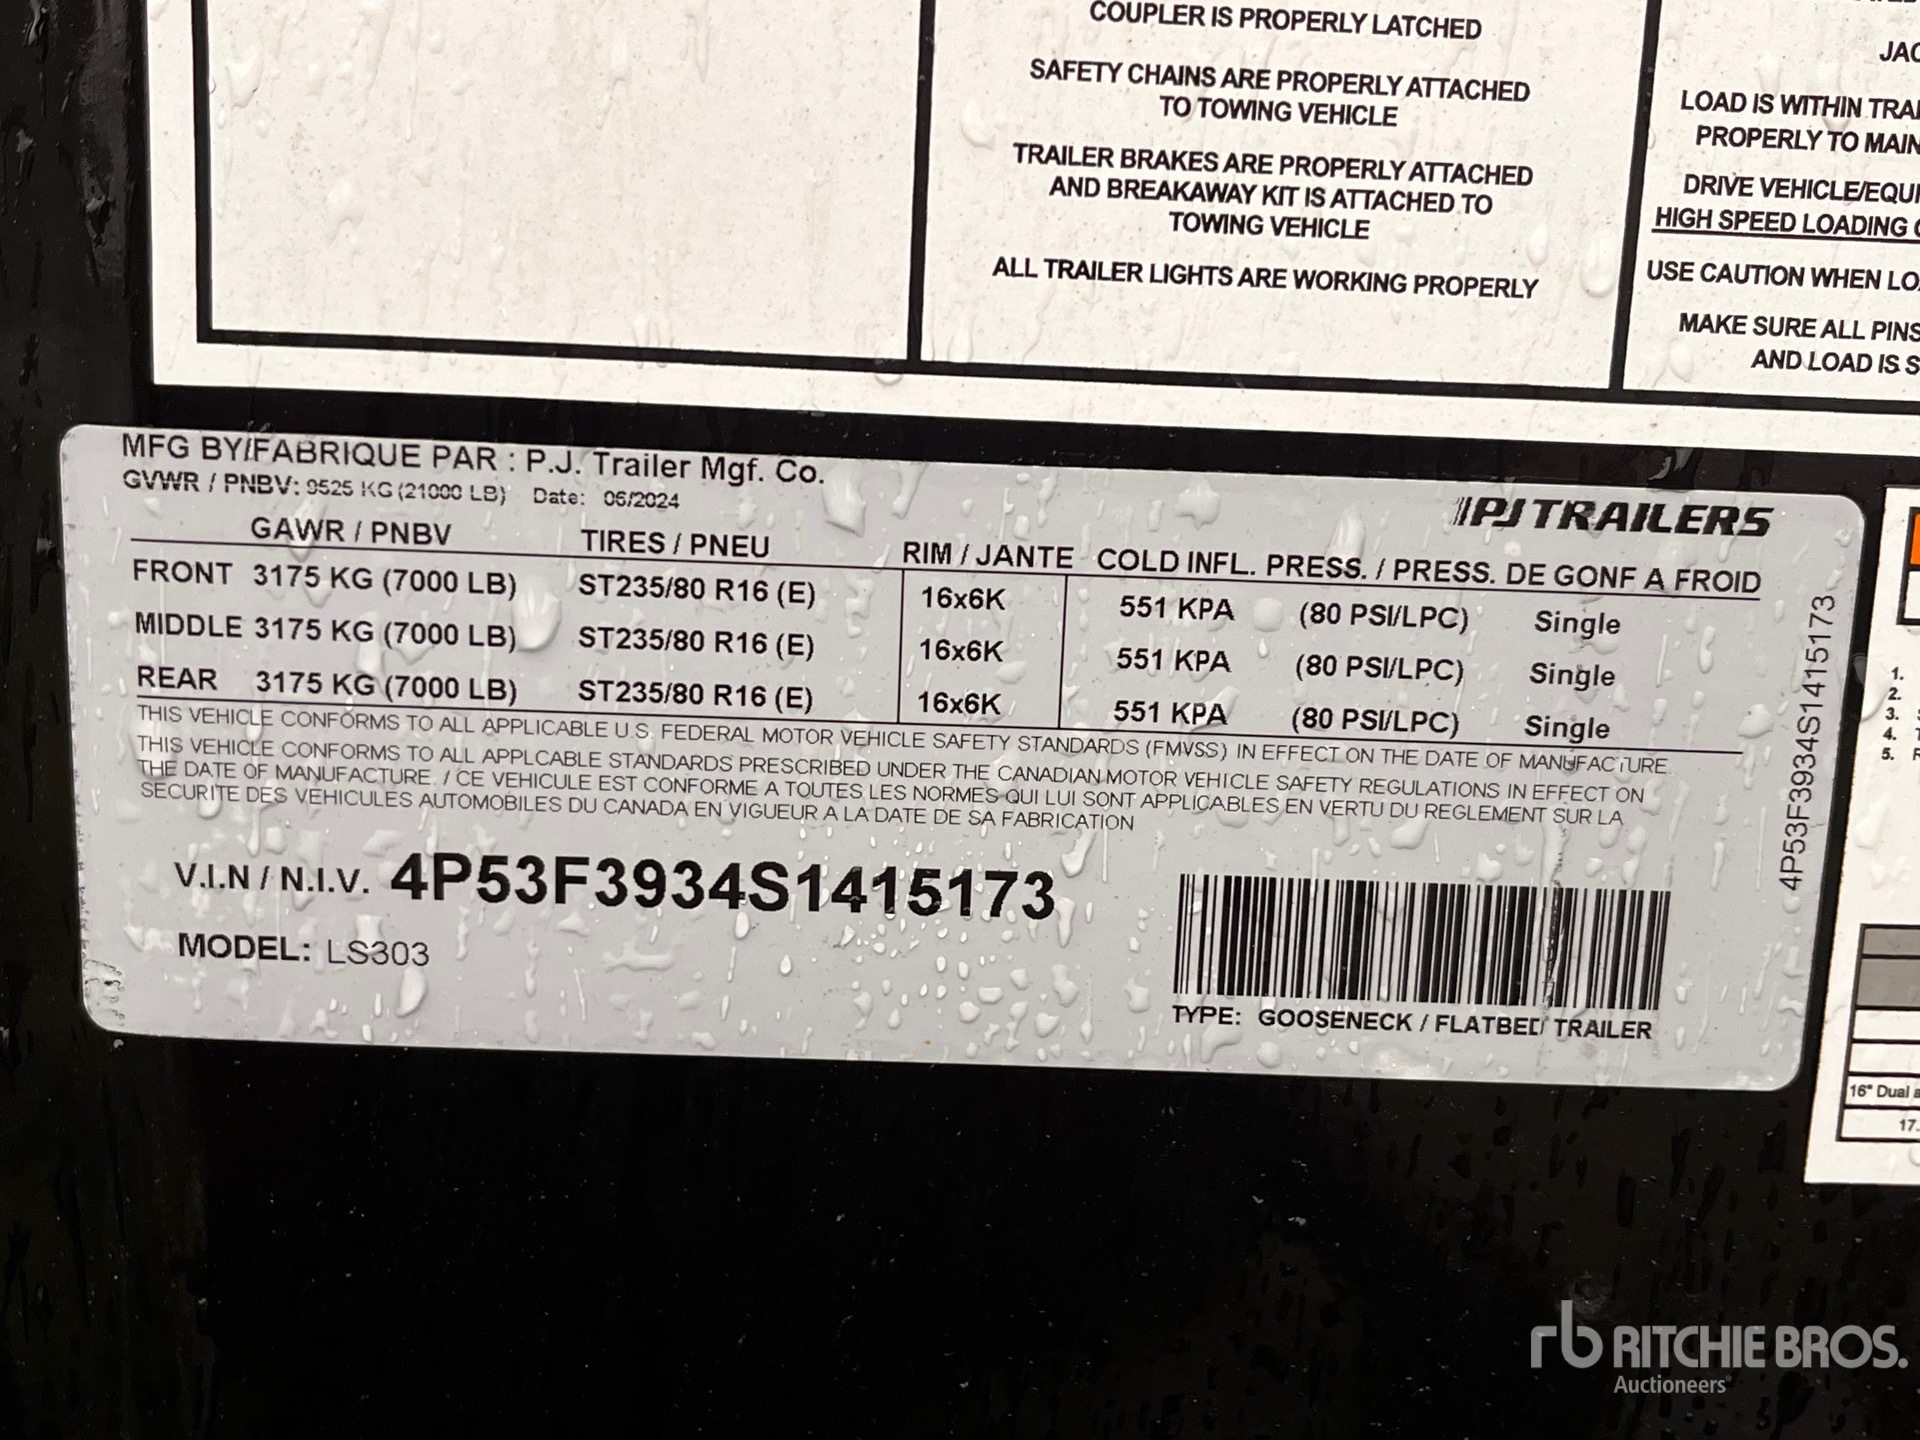 COUPLER IS PROPERLY LATCHED
SAFETY CHAINS ARE PROPERLY ATTACHED
TO TOWING VEHICLE
TRAILER BRAKES ARE PROPERLY ATTACHED
AND BREAKAWAY KIT IS ATTACHED TO
TOWING VEHICLE
ALL TRAILER LIGHTS ARE WORKING PROPERLY
LOAD IS WITHIN
PROPERLY TO
DRIVE
HIGH SPEED LOADING
USE CAUTION WHEN
MAKE SURE ALL PINS
AND LOAD IS
MFG BY/FABRIQUE PAR : P.J. Trailer Mgf. Co.
GVWR / PNBV: 9525 KG (21000 LB) Date: 06/2024
PJ TRAILERS
GAWR / PNBV TIRES / PNEU RIM / JANTE COLD INFL. PRESS. / PRESS. DE GONF A FROID
FRONT 3175 KG (7000 LB) ST235/80 R16 (E) 16x6K 551 KPA (80 PSI/LPC) Single
MIDDLE 3175 KG (7000 LB) ST235/80 R16 (E) 16x6K 551 KPA (80 PSI/LPC) Single
REAR 3175 KG (7000 LB) ST235/80 R16 (E) 16x6K 551 KPA (80 PSI/LPC) Single
THIS VEHICLE CONFORMS TO ALL APPLICABLE U.S. FEDERAL MOTOR VEHICLE SAFETY STANDARDS (FMVSS) IN EFFECT ON THE DATE OF MANUFACTURE
THIS VEHICLE CONFORMS TO ALL APPLCABLE STANDARDS PRESCRIBED UNDER THE CANADIAN MOTOR VEHICLE SAFETY REGULATIONS IN EFFECT ON
THE DATE OF MANUFACTURE. / CE VEHICULE EST CONFORME A TOUTES LES NORMES QUI LUI SONT APPLICABLES EN VERTU DU REGLEMENT SUR LA
SECURITE DES VEHICULES AUTOMOBILES DU CANADA EN VIGUEUR A LA DATE DE SA FABRICATION
V.I.N / N.I.V. 4P53F3934S1415173
MODEL: LS303
TYPE: GOOSENECK / FLATBED TRAILER
4P53F3934S1415173
1.
2.
3.
4.
5.
16" Dual
17.
rb RITCHIE BROS.
Auctioneers